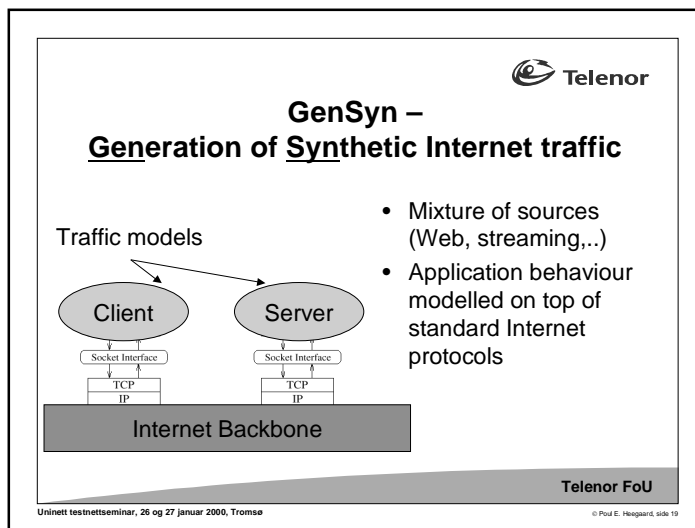 Telenor
GenSyn –
Generation of Synthetic Internet traffic
Traffic models
Client
Server
Socket Interface
Socket Interface
TCP
TCP
IP
IP
Internet Backbone
• Mixture of sources
(Web, streaming,..)
• Application behaviour
modelled on top of
standard Internet
protocols
Telenor FoU
Uninett testnettseminar, 26 og 27 januar 2000, Tromsø
© Poul E. Heegaard, side 19